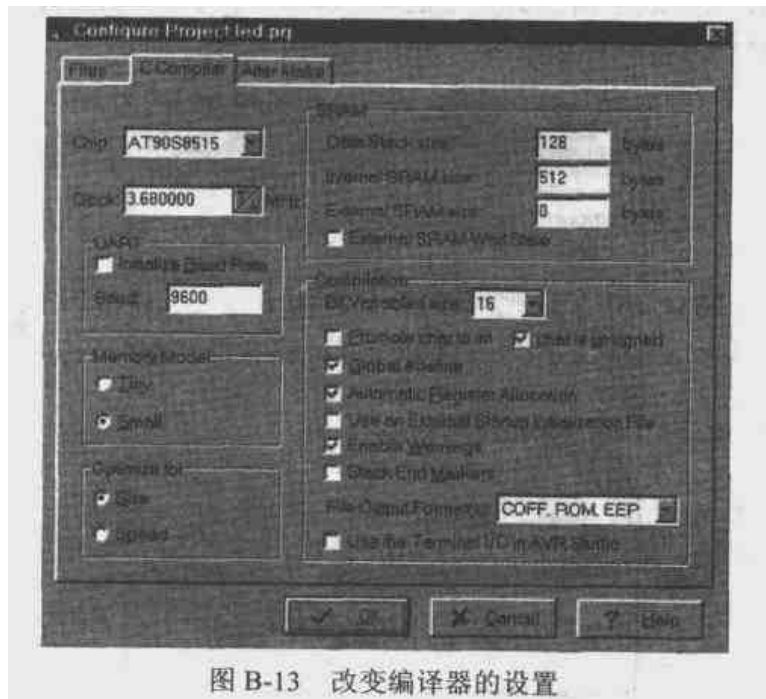 Configure Project led.prj
Files
C Compiler
After Make
Chip: AT90S8515
Clock: 3.680000 MHz
UART
Initialize Baud Rate
Baud: 9600
Memory Model
Tiny
Small
Optimize for
Size
Speed
SRAM
Data Stack size: 128 bytes
Internal SRAM size: 512 bytes
External SRAM size: 0 bytes
External SRAM Wait State
Compilation
Bit Variables size: 16
Promote char to int
char is unsigned
Global #define
Automatic Register Allocation
Use an External Startup Initialization File
Enable Warnings
Stack End Markers
File Output Format(s): COFF, ROM, EEP
Use the Terminal I/O in AVR Studio
OK
Cancel
Help
图 B-13 改变编译器的设置